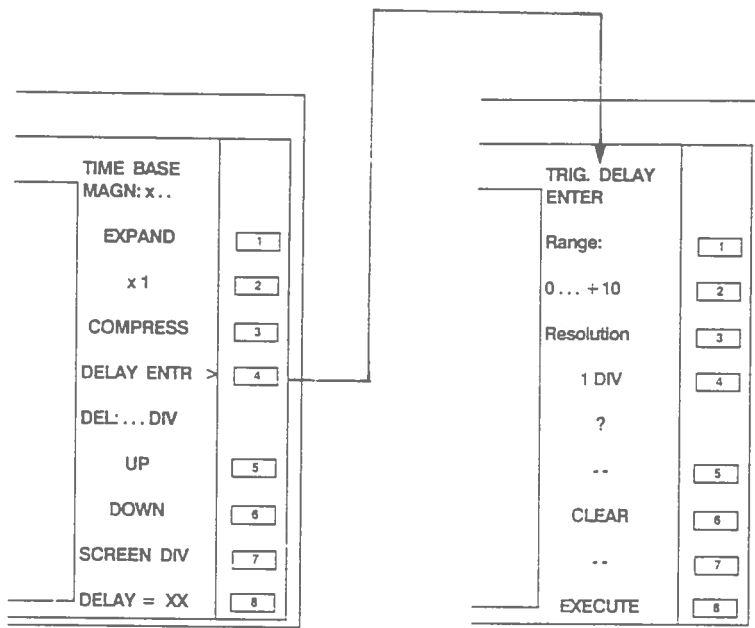 TIME BASE
MAGN: x . .
EXPAND
1
x 1
2
COMPRESS
3
DELAY ENTR >
4
DEL: . . . DIV
UP
5
DOWN
6
SCREEN DIV
7
DELAY = XX
8
TRIG. DELAY
ENTER
Range:
1
0 . . . +10
2
Resolution
3
1 DIV
4
?
--
5
CLEAR
6
--
7
EXECUTE
8